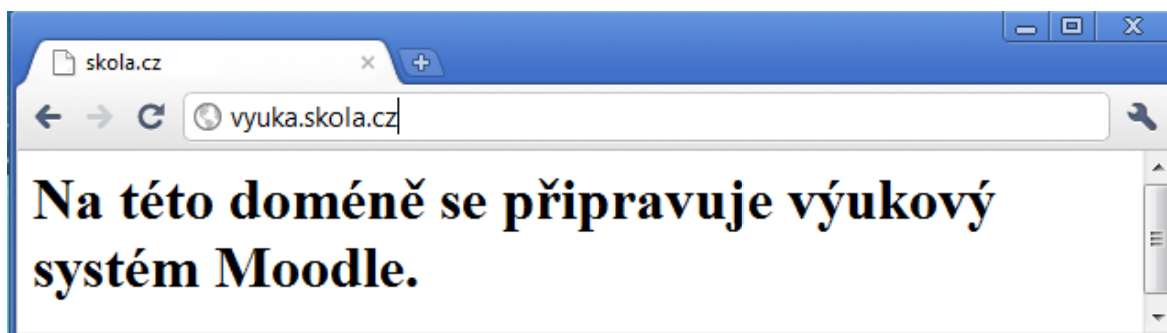 skola.cz
vyuka.skola.cz
Na této doméně se připravuje výukový
systém Moodle.